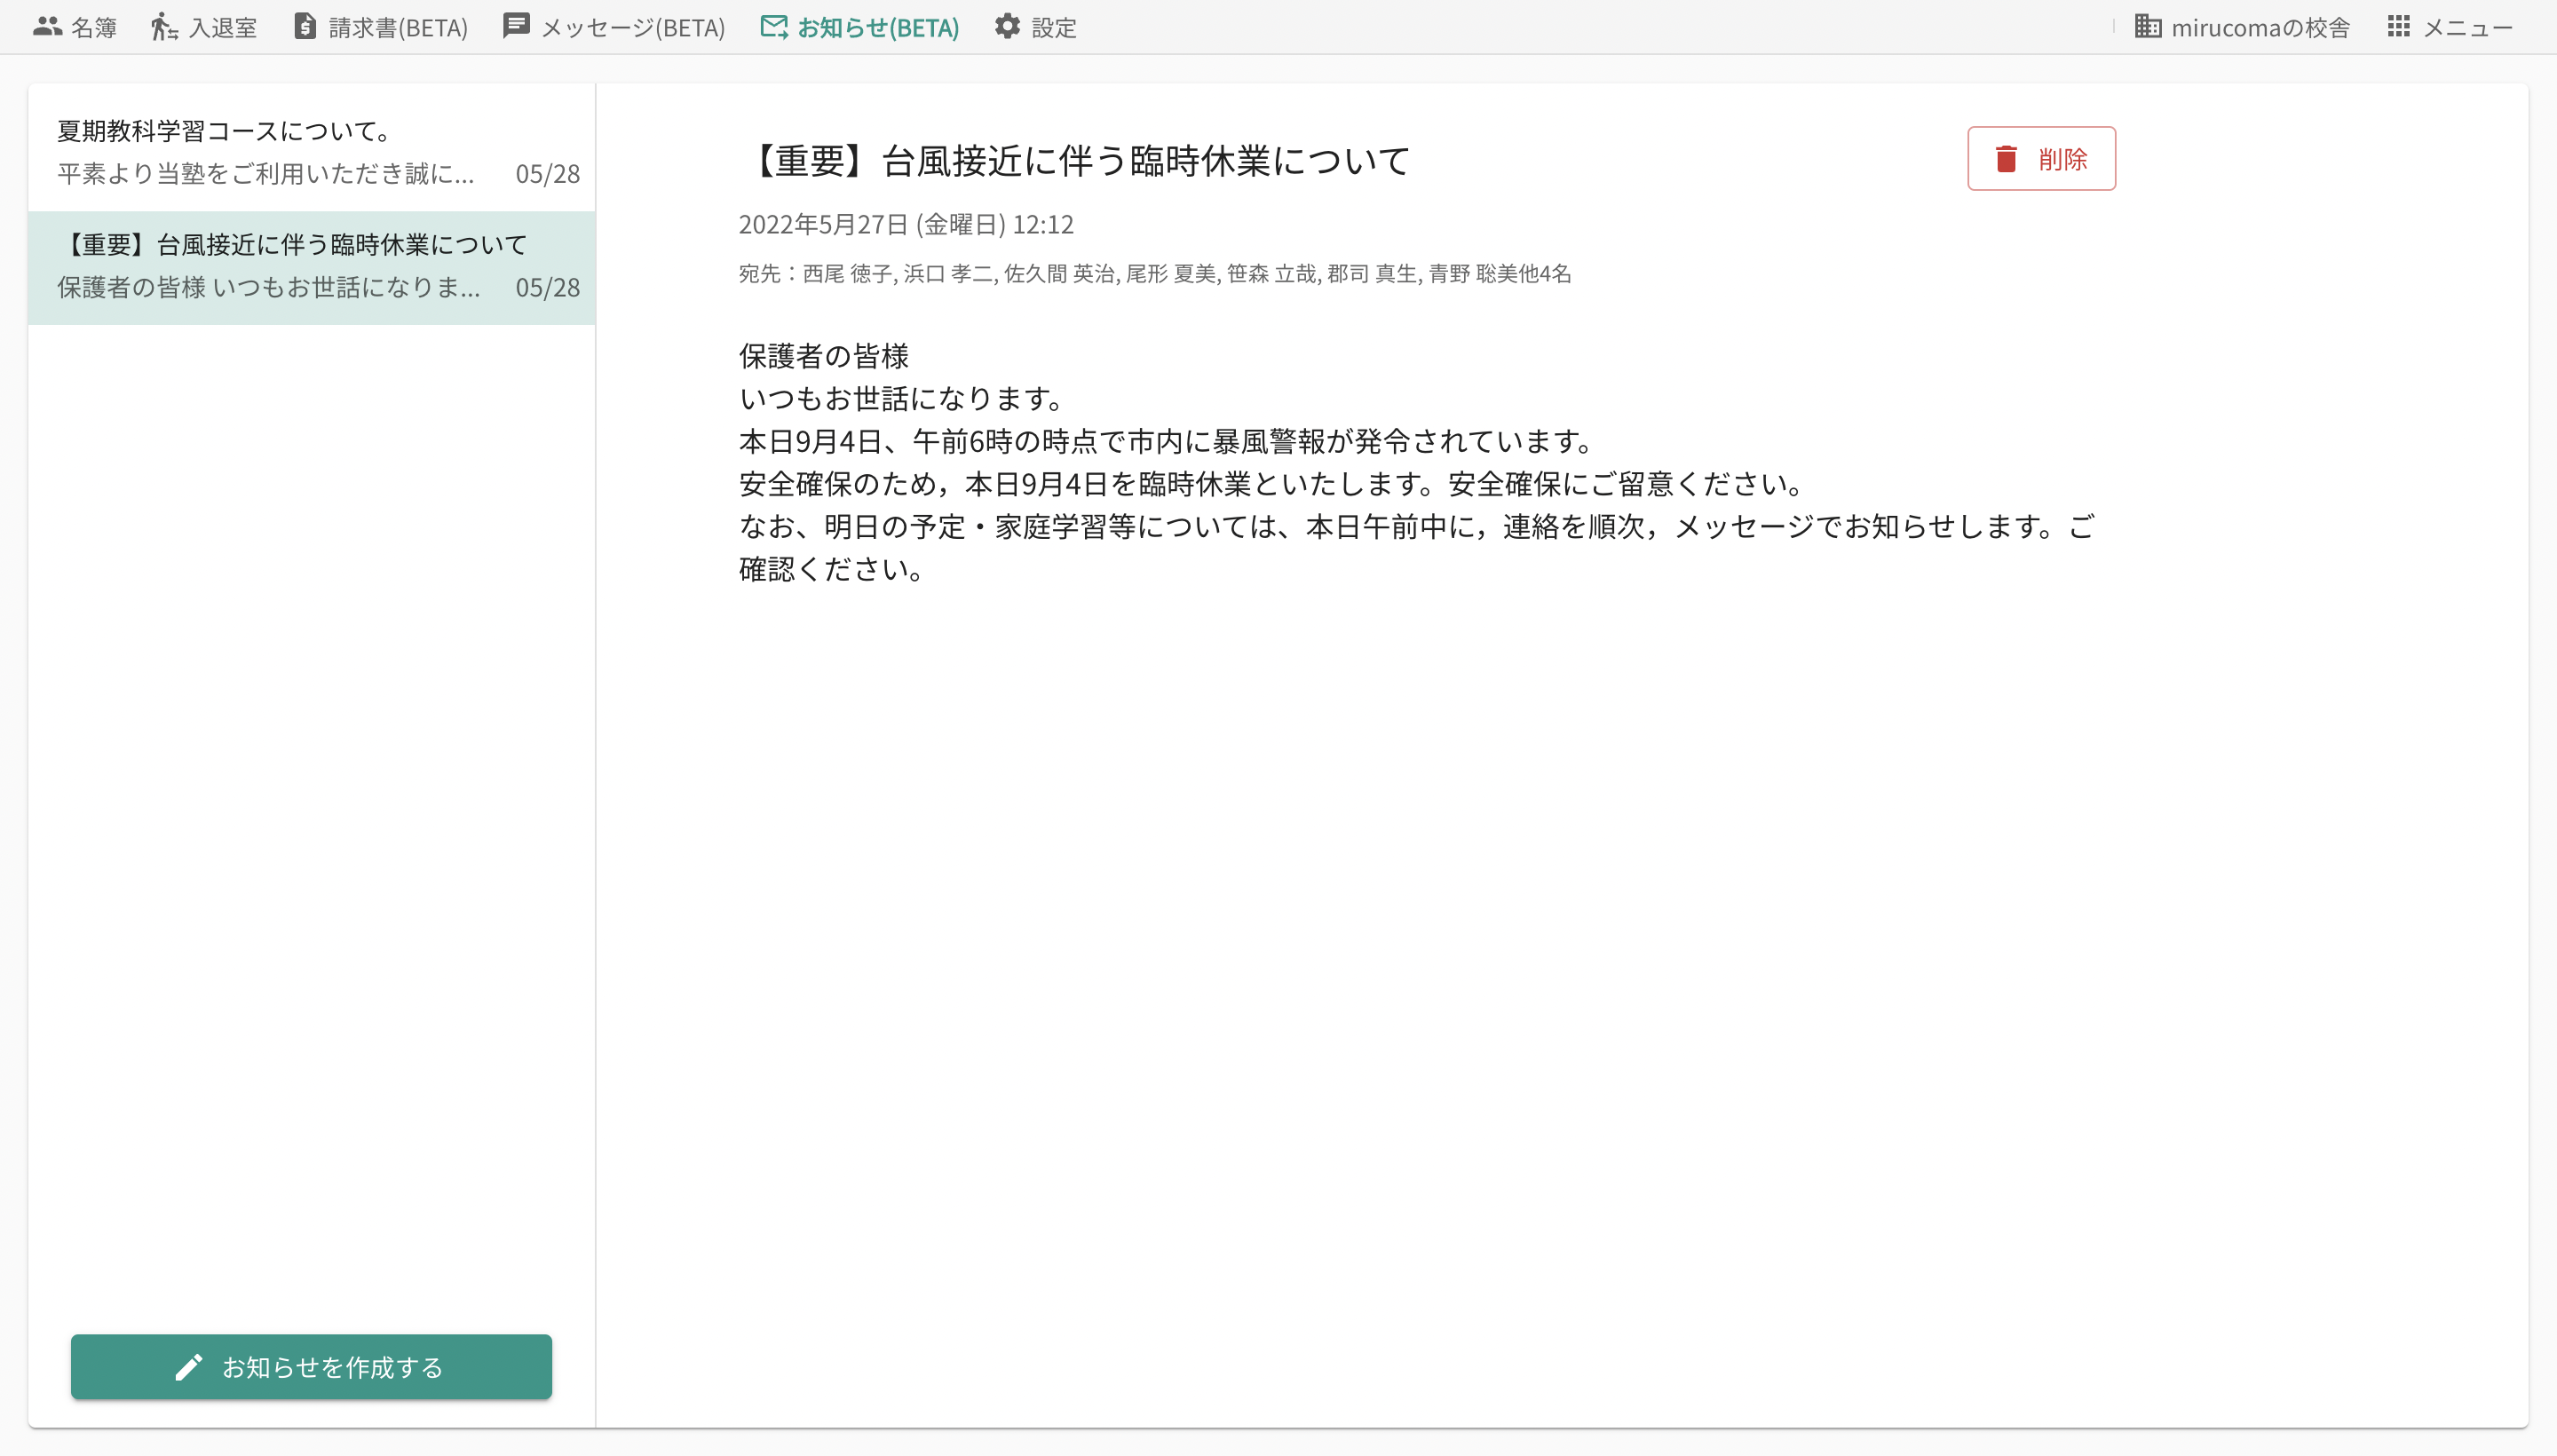 名簿 入退室 請求書(BETA) メッセージ(BETA) お知らせ(BETA) 設定 mirucomaの校舎 メニュー
夏期教科学習コースについて。
平素より当塾をご利用いただき誠に... 05/28
【重要】台風接近に伴う臨時休業について
保護者の皆様 いつもお世話になりま... 05/28
お知らせを作成する
【重要】台風接近に伴う臨時休業について
削除
2022年5月27日 (金曜日) 12:12
宛先：西尾 徳子, 浜口 孝二, 佐久間 英治, 尾形 夏美, 笹森 立哉, 郡司 真生, 青野 聡美他4名
保護者の皆様
いつもお世話になります。
本日9月4日、午前6時の時点で市内に暴風警報が発令されています。
安全確保のため，本日9月4日を臨時休業といたします。安全確保にご留意ください。
なお、明日の予定・家庭学習等については、本日午前中に，連絡を順次，メッセージでお知らせします。ご
確認ください。